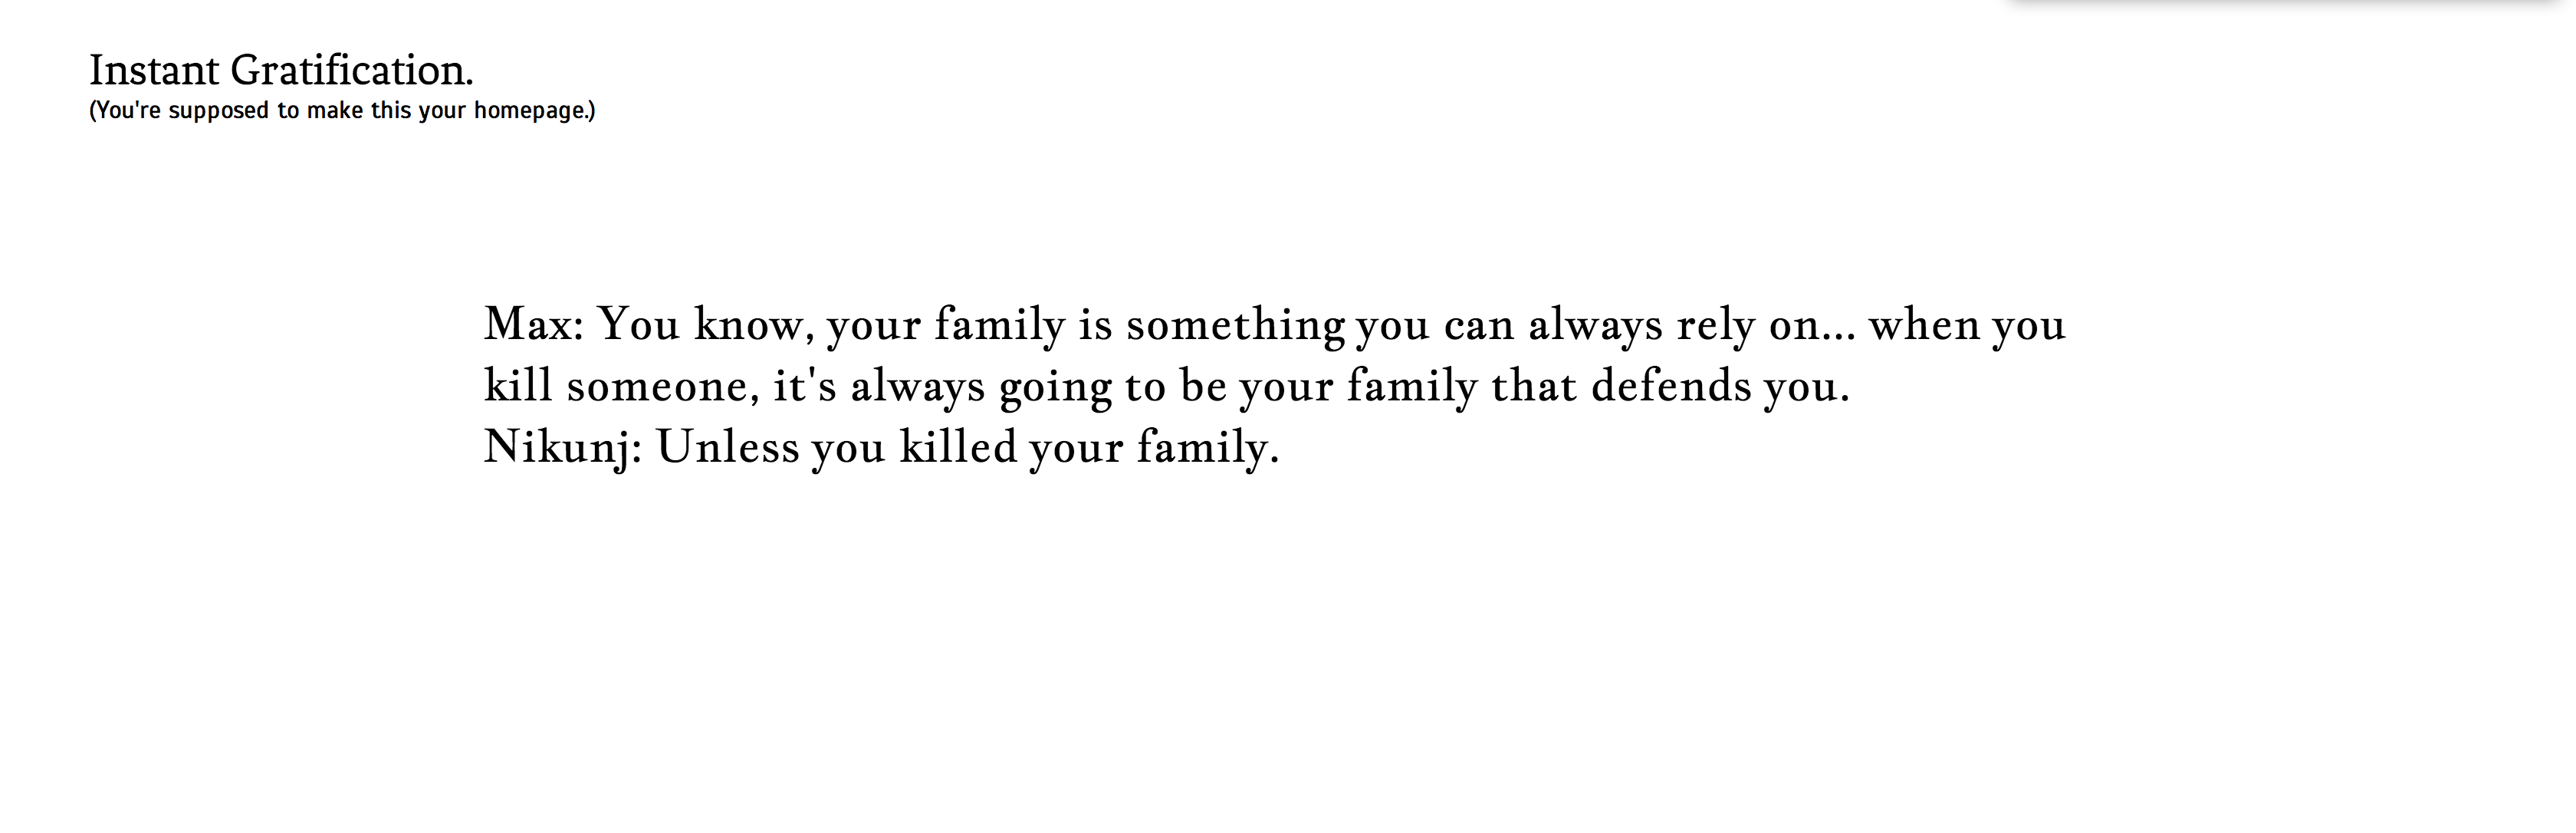 Instant Gratification.
(You're supposed to make this your homepage.)
Max: You know, your family is something you can always rely on... when you
kill someone, it's always going to be your family that defends you.
Nikunj: Unless you killed your family.